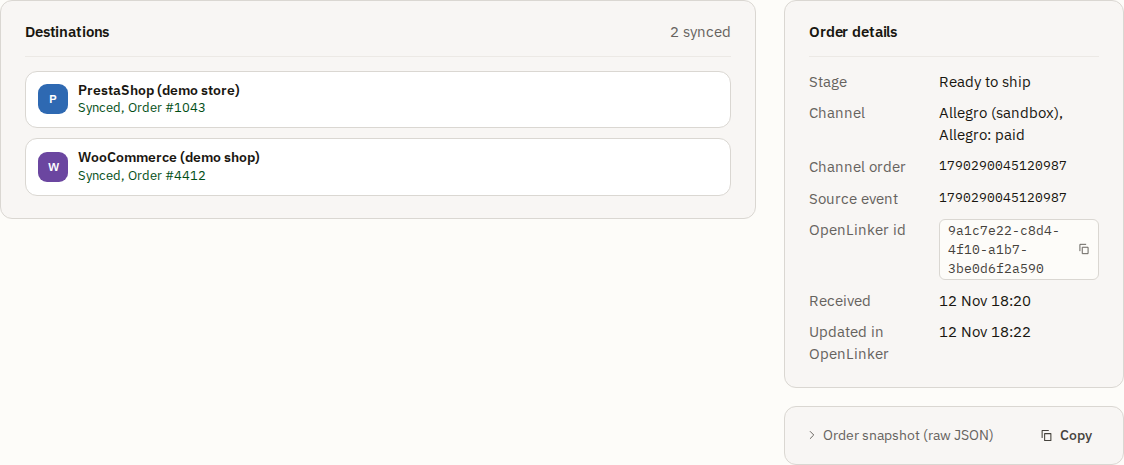 Destinations
2 synced
P
PrestaShop (demo store)
Synced, Order #1043
W
WooCommerce (demo shop)
Synced, Order #4412
Order details
Stage
Ready to ship
Channel
Allegro (sandbox),
Allegro: paid
Channel order
1790290045120987
Source event
1790290045120987
OpenLinker id
9a1c7e22-c8d4-
4f10-a1b7-
3be0d6f2a590
Received
12 Nov 18:20
Updated in
OpenLinker
12 Nov 18:22
Order snapshot (raw JSON)
Copy